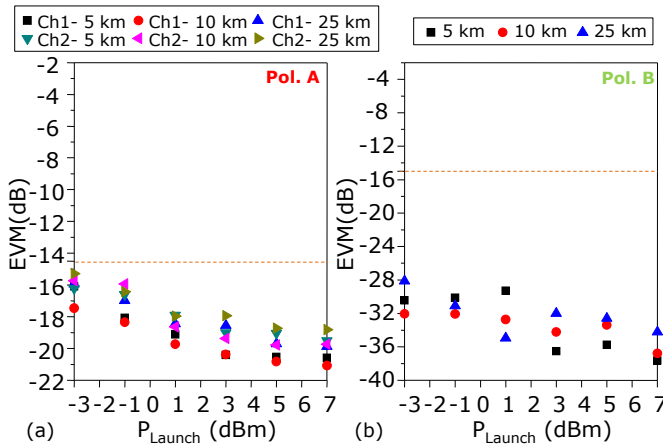 Ch1- 5 km Ch1- 10 km Ch1- 25 km
Ch2- 5 km Ch2- 10 km Ch2- 25 km
5 km 10 km 25 km
Pol. A
EVM(dB)
-2
-4
-6
-8
-10
-12
-14
-16
-18
-20
-22
-3 -2 -1 0 1 2 3 4 5 6 7
(a) P_Launch (dBm)
Pol. B
EVM(dB)
-4
-8
-12
-16
-20
-24
-28
-32
-36
-40
-3 -2 -1 0 1 2 3 4 5 6 7
(b) P_Launch (dBm)